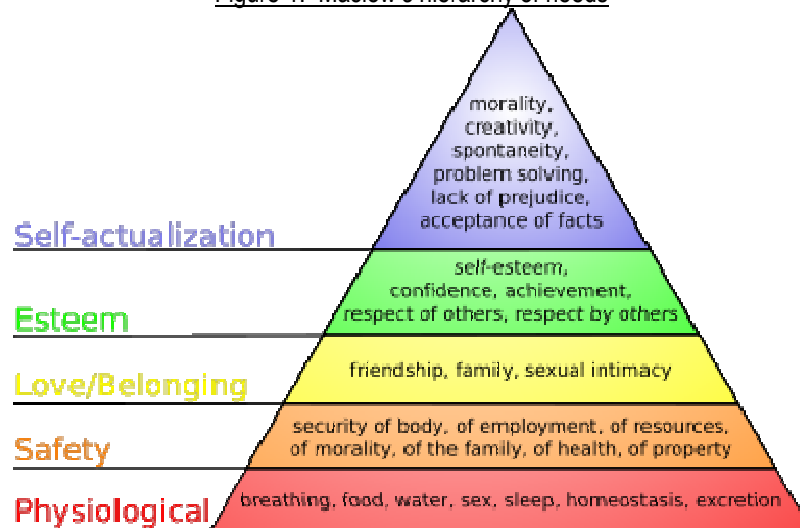 morality,
creativity,
spontaneity,
problem solving,
lack of prejudice,
acceptance of facts
Self-actualization
self-esteem,
confidence, achievement,
respect of others, respect by others
Esteem
friendship, family, sexual intimacy
Love/Belonging
security of body, of employment, of resources,
of morality, of the family, of health, of property
Safety
breathing, food, water, sex, sleep, homeostasis, excretion
Physiological